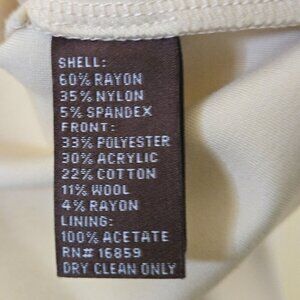 SHELL:
60% RAYON
35% NYLON
5% SPANDEX
FRONT:
33% POLYESTER
30% ACRYLIC
22% COTTON
11% WOOL
4% RAYON
LINING:
100% ACETATE
RN# 16859
DRY CLEAN ONLY